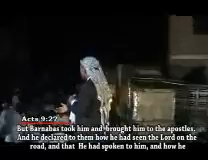 Acts 9:27
But Barnabas took him and brought him to the apostles.
And he declared to them how he had seen the Lord on the
road, and that He had spoken to him, and how he